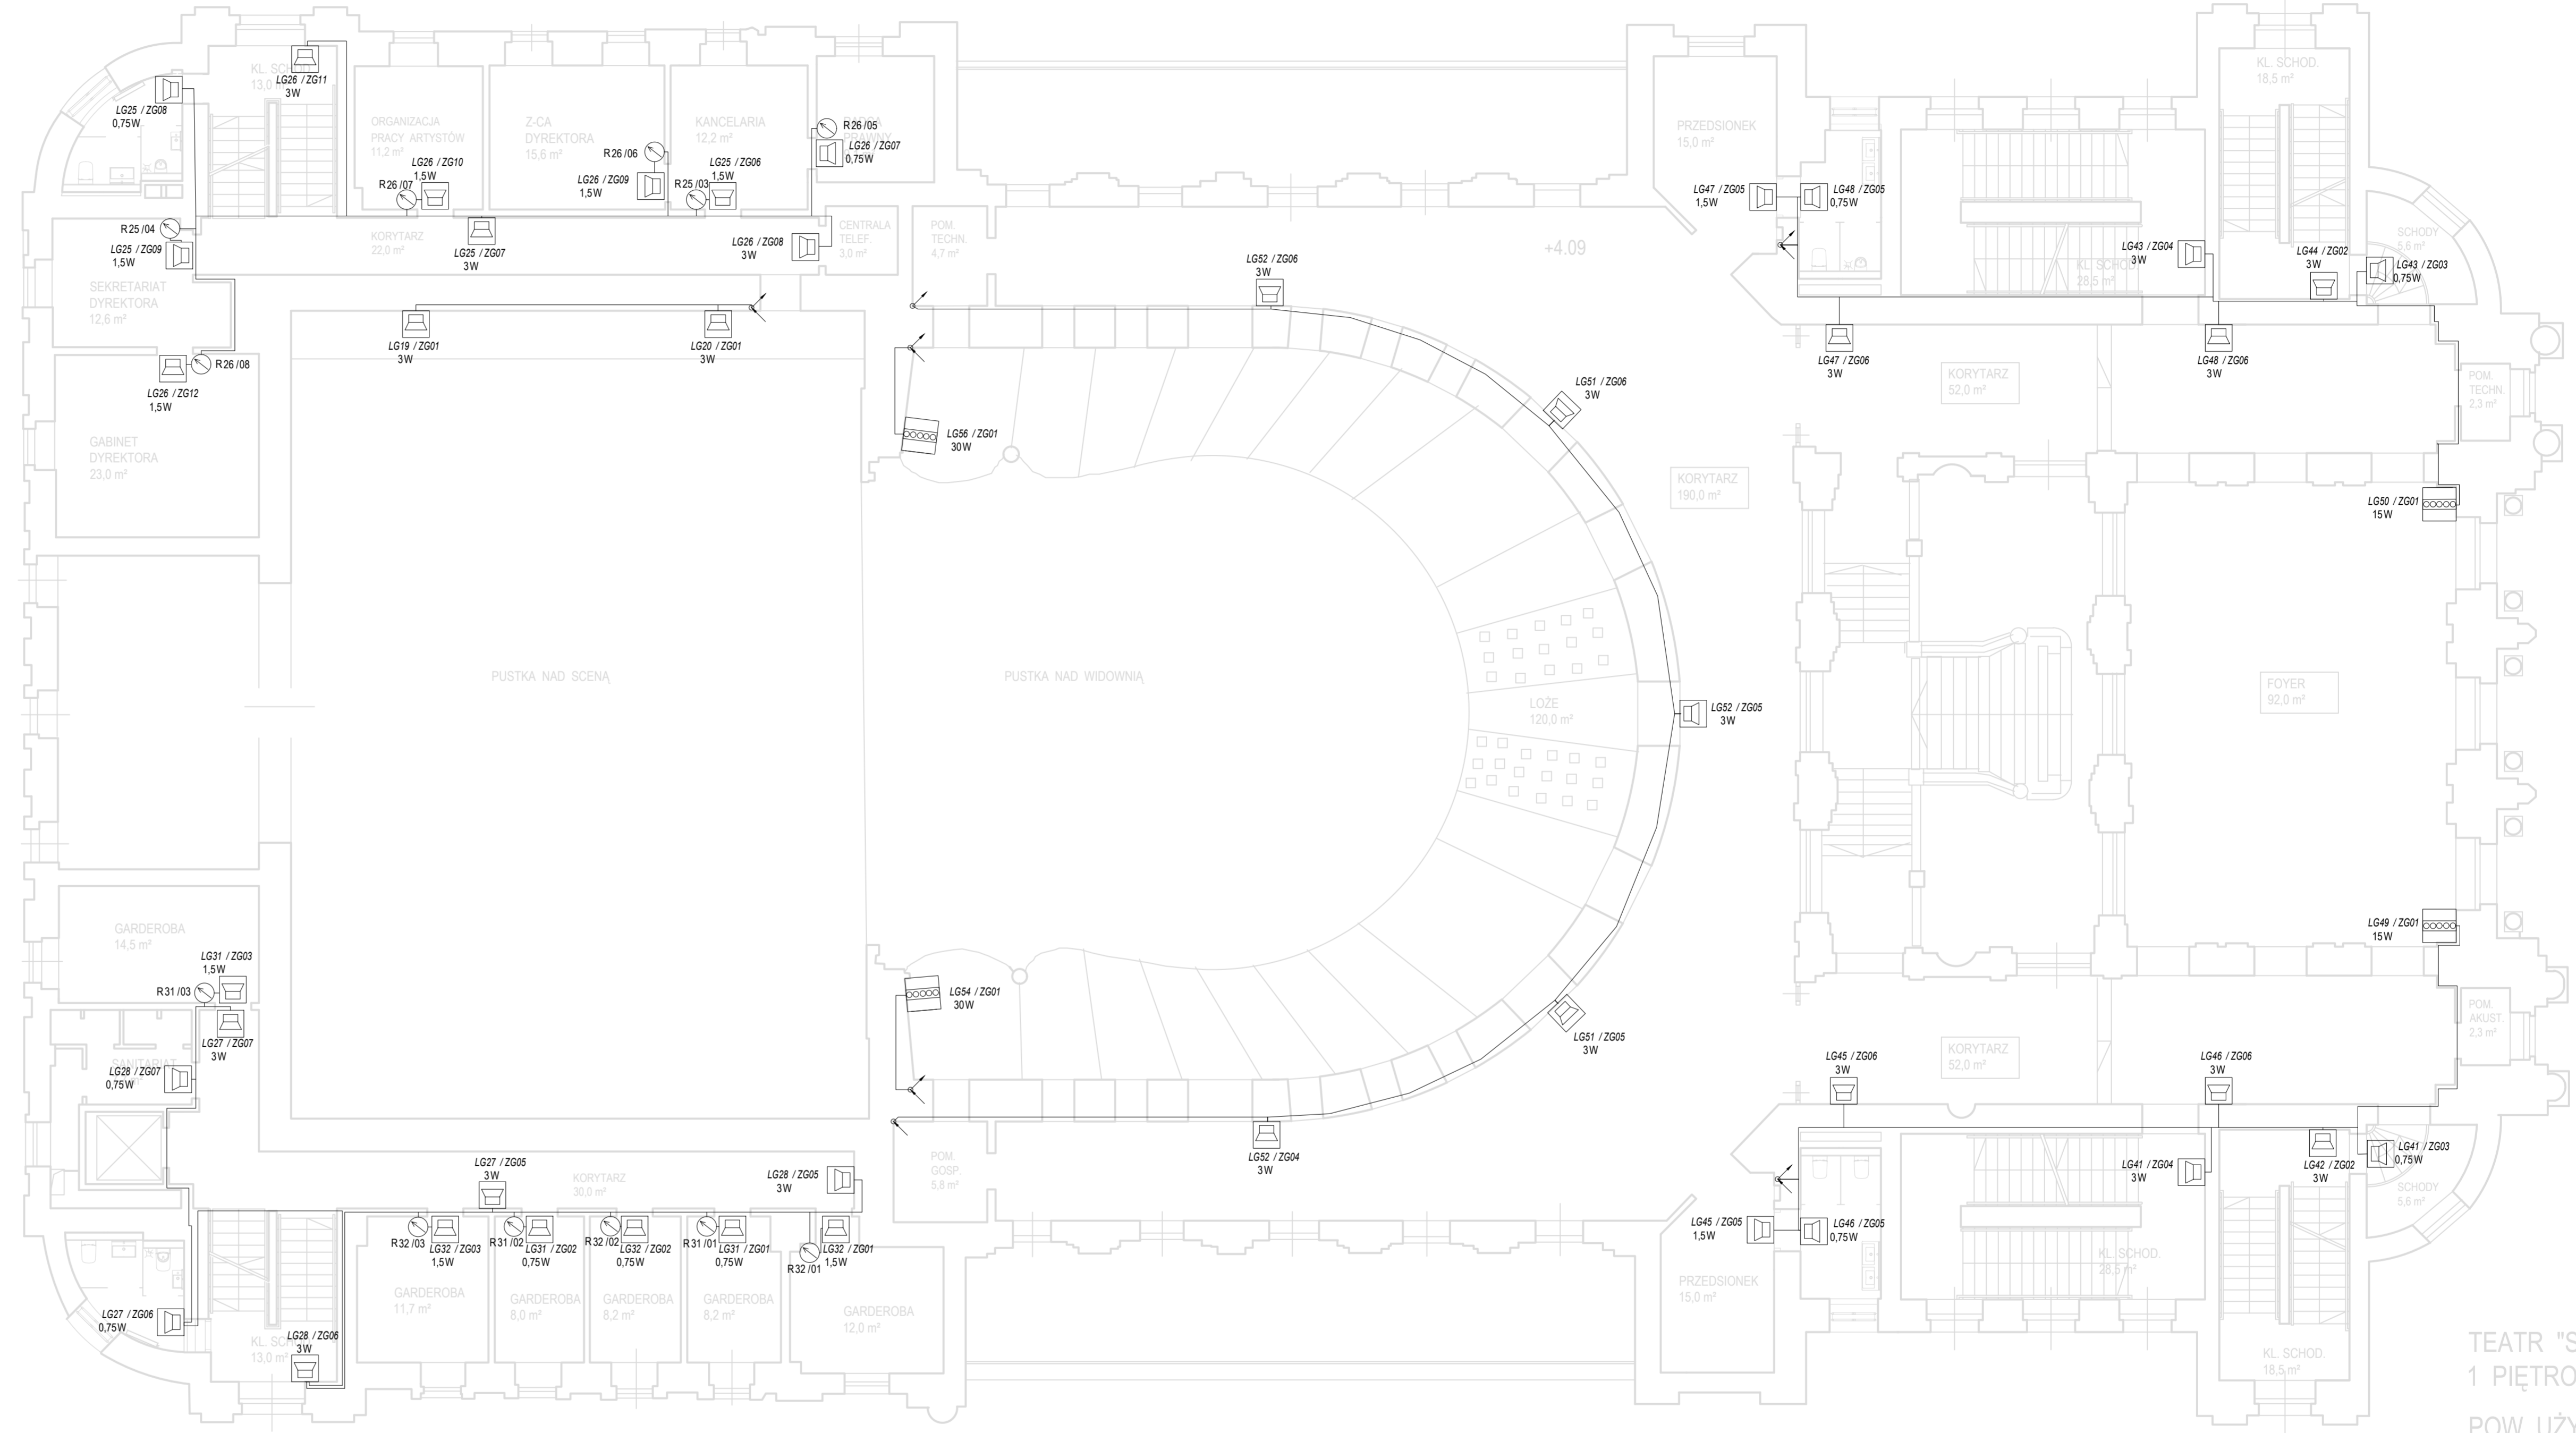 KL. SCHOD.
13,0 m²
LG26 / ZG11
3W
LG25 / ZG08
0,75W
ORGANIZACJA
PRACY ARTYSTÓW
11,2 m²
LG26 / ZG10
1,5W
R26/07
Z-CA
DYREKTORA
15,6 m²
R26/06
LG26 / ZG09
1,5W
KANCELARIA
12,2 m²
LG25 / ZG06
1,5W
R25/03
PRAWNY
R26/05
LG26 / ZG07
0,75W
R25/04
LG25 / ZG09
1,5W
KORYTARZ
22,0 m²
LG25 / ZG07
3W
LG26 / ZG08
3W
CENTRALA
TELEF.
3,0 m²
POM.
TECHN.
4,7 m²
SEKRETARIAT
DYREKTORA
12,6 m²
R26/08
LG26 / ZG12
1,5W
GABINET
DYREKTORA
23,0 m²
LG19 / ZG01
3W
LG20 / ZG01
3W
LG52 / ZG06
3W
+4.09
PRZEDSIONEK
15,0 m²
LG47 / ZG05
1,5W
LG48 / ZG05
0,75W
KL. SCHOD.
18,5 m²
LG43 / ZG04
3W
KL. SCHOD.
28,5 m²
LG44 / ZG02
3W
SCHODY
5,6 m²
LG43 / ZG03
0,75W
LG47 / ZG06
3W
LG48 / ZG06
3W
KORYTARZ
52,0 m²
POM.
TECHN.
2,3 m²
LG56 / ZG01
30W
LG51 / ZG06
3W
KORYTARZ
190,0 m²
LG50 / ZG01
15W
PUSTKA NAD SCENĄ
PUSTKA NAD WIDOWNIĄ
LOŻE
120,0 m²
LG52 / ZG05
3W
FOYER
92,0 m²
LG49 / ZG01
15W
GARDEROBA
14,5 m²
LG31 / ZG03
1,5W
R31/03
LG27 / ZG07
3W
SANITARIAT
LG28 / ZG07
0,75W
LG54 / ZG01
30W
LG51 / ZG05
3W
LG45 / ZG06
3W
KORYTARZ
52,0 m²
LG46 / ZG06
3W
POM.
AKUST.
2,3 m²
LG27 / ZG05
3W
KORYTARZ
30,0 m²
LG28 / ZG05
3W
POM.
GOSP.
5,8 m²
LG52 / ZG04
3W
LG41 / ZG04
3W
LG42 / ZG02
3W
LG41 / ZG03
0,75W
SCHODY
5,6 m²
R32/03
LG32 / ZG03
1,5W
R31/02
LG31 / ZG02
0,75W
R32/02
LG32 / ZG02
0,75W
R31/01
LG31 / ZG01
0,75W
R32/01
LG32 / ZG01
1,5W
LG45 / ZG05
1,5W
LG46 / ZG05
0,75W
KL. SCHOD.
28,5 m²
PRZEDSIONEK
15,0 m²
GARDEROBA
11,7 m²
GARDEROBA
8,0 m²
GARDEROBA
8,2 m²
GARDEROBA
8,2 m²
GARDEROBA
12,0 m²
LG27 / ZG06
0,75W
KL. SCHOD.
13,0 m²
LG28 / ZG06
3W
KL. SCHOD.
18,5 m²
TEATR "S
1 PIĘTRO
POW. UŻY